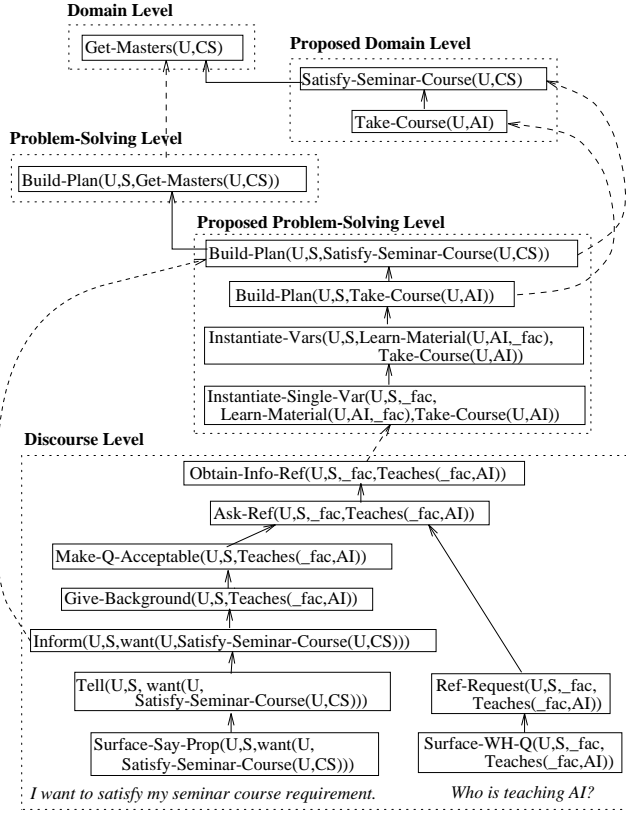 Domain Level
Get-Masters(U,CS)
Proposed Domain Level
Satisfy-Seminar-Course(U,CS)
Take-Course(U,AI)
Problem-Solving Level
Build-Plan(U,S,Get-Masters(U,CS))
Proposed Problem-Solving Level
Build-Plan(U,S,Satisfy-Seminar-Course(U,CS))
Build-Plan(U,S,Take-Course(U,AI))
Instantiate-Vars(U,S,Learn-Material(U,AI,_fac),
Take-Course(U,AI))
Instantiate-Single-Var(U,S,_fac,
Learn-Material(U,AI,_fac),Take-Course(U,AI))
Discourse Level
Obtain-Info-Ref(U,S,_fac,Teaches(_fac,AI))
Ask-Ref(U,S,_fac,Teaches(_fac,AI))
Make-Q-Acceptable(U,S,Teaches(_fac,AI))
Give-Background(U,S,Teaches(_fac,AI))
Inform(U,S,want(U,Satisfy-Seminar-Course(U,CS)))
Tell(U,S, want(U,
Satisfy-Seminar-Course(U,CS)))
Surface-Say-Prop(U,S,want(U,
Satisfy-Seminar-Course(U,CS)))
I want to satisfy my seminar course requirement.
Ref-Request(U,S,_fac,
Teaches(_fac,AI))
Surface-WH-Q(U,S,_fac,
Teaches(_fac,AI))
Who is teaching AI?